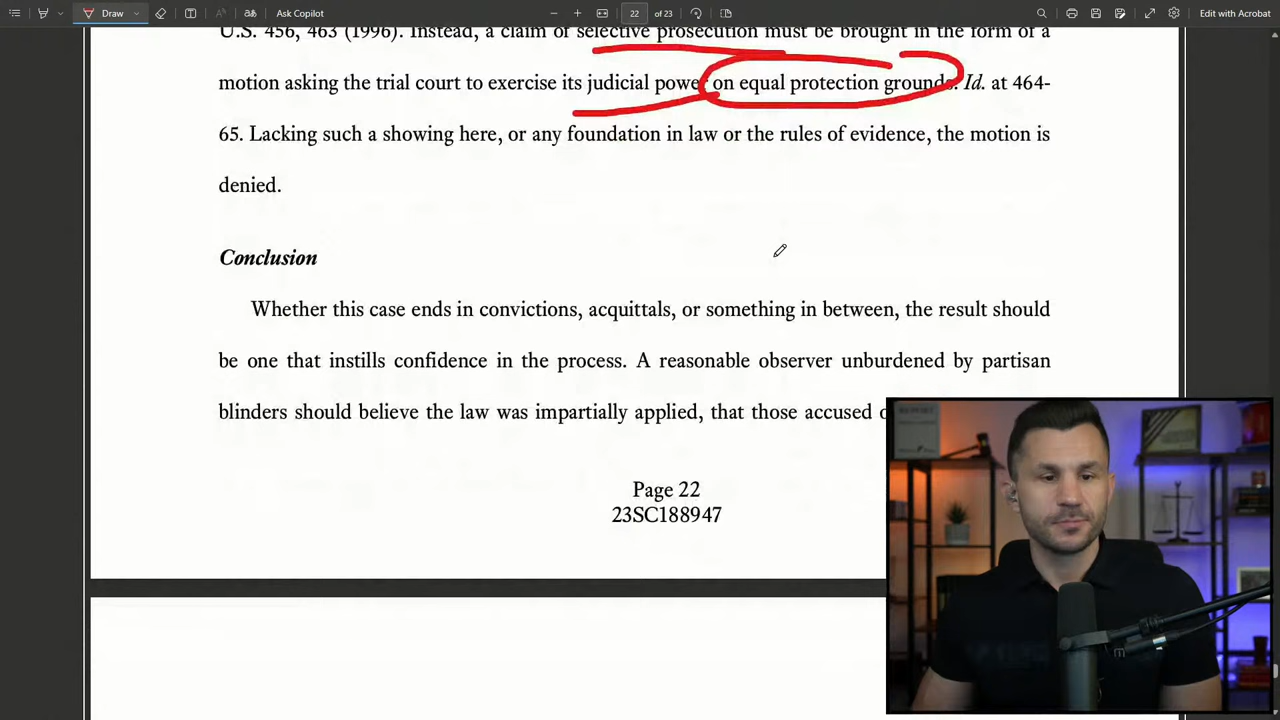 Draw
Ask Copilot
22 of 23
Edit with Acrobat
U.S. 456, 463 (1996). Instead, a claim of selective prosecution must be brought in the form of a
motion asking the trial court to exercise its judicial power on equal protection grounds. Id. at 464-
65. Lacking such a showing here, or any foundation in law or the rules of evidence, the motion is
denied.
Conclusion
Whether this case ends in convictions, acquittals, or something in between, the result should
be one that instills confidence in the process. A reasonable observer unburdened by partisan
blinders should believe the law was impartially applied, that those accused
Page 22
23SC188947